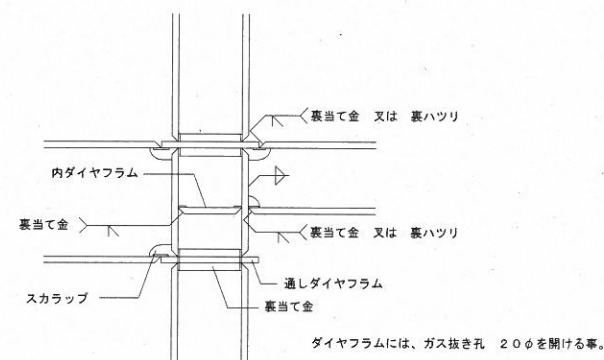 裏当て金 又は 裏ハツリ
内ダイヤフラム
裏当て金
裏当て金 又は 裏ハツリ
スカラップ
通しダイヤフラム
裏当て金
ダイヤフラムには、ガス抜き孔 20φを開ける事。